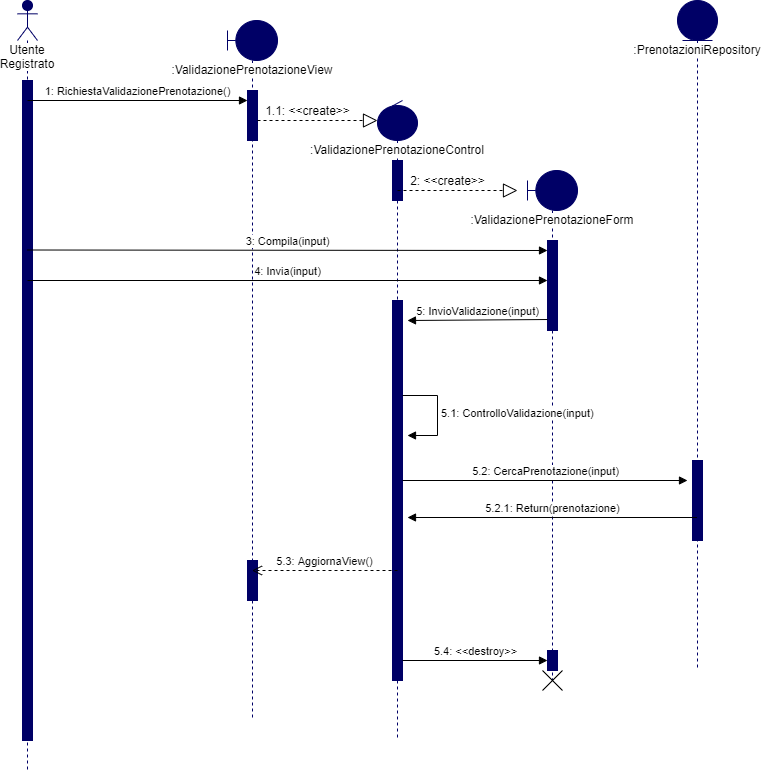 Utente
Registrato
:ValidazionePrenotazioneView
:PrenotazioniRepository
1: RichiestaValidazionePrenotazione()
1.1: <<create>>
:ValidazionePrenotazioneControl
2: <<create>>
:ValidazionePrenotazioneForm
3: Compila(input)
4: Invia(input)
5: InvioValidazione(input)
5.1: ControlloValidazione(input)
5.2: CercaPrenotazione(input)
5.2.1: Return(prenotazione)
5.3: AggiornaView()
5.4: <<destroy>>